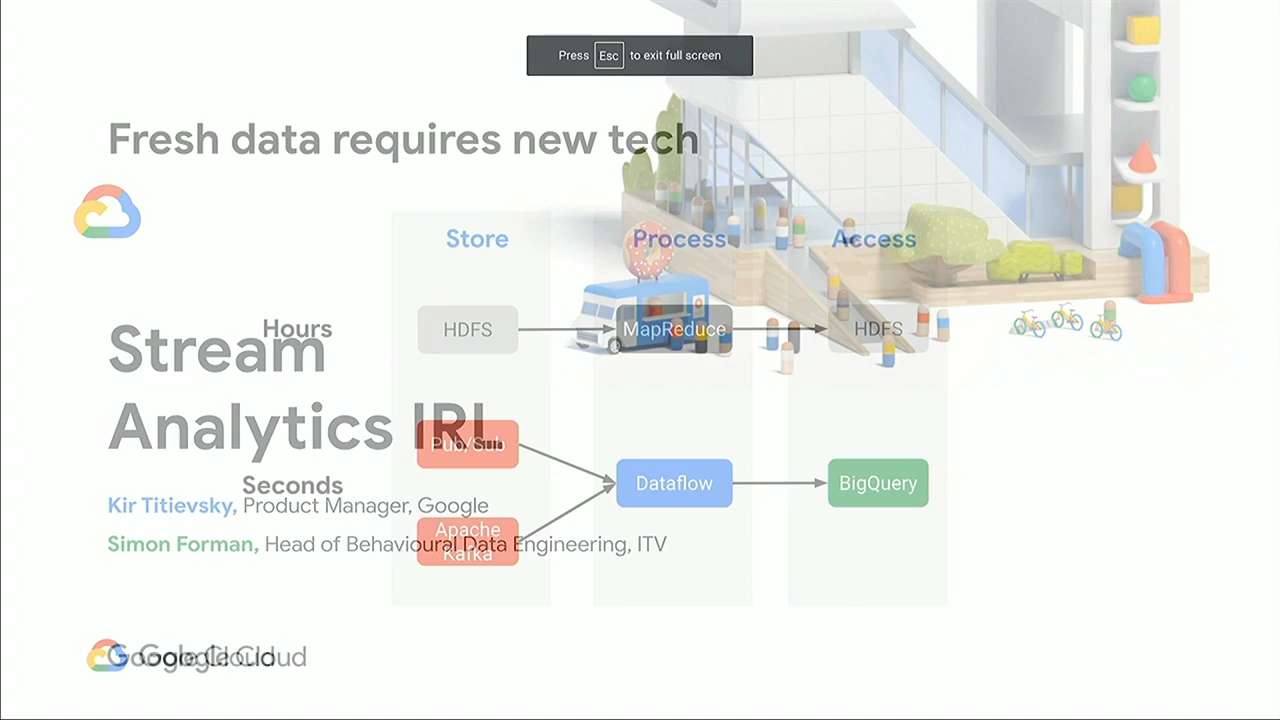 Press Esc to exit full screen
Fresh data requires new tech
Store
Process
Access
Hours
HDFS
MapReduce
HDFS
Stream
Analytics IRL
Pub/Sub
Seconds
Dataflow
BigQuery
Kir Titievsky, Product Manager, Google
Apache
Kafka
Simon Forman, Head of Behavioural Data Engineering, ITV
Google Cloud
Google Cloud